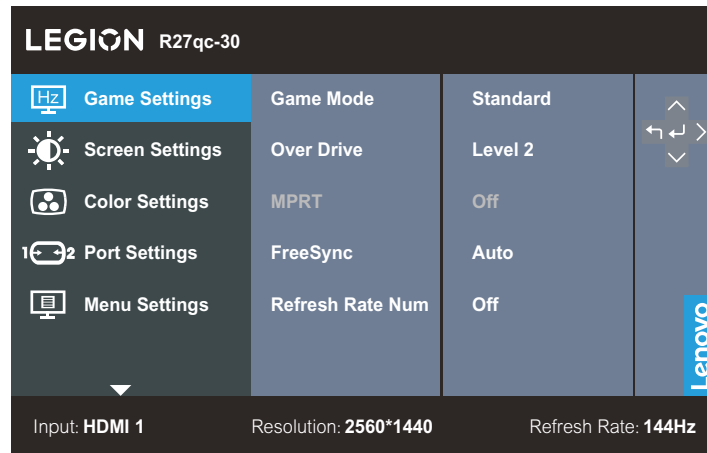 LEGION R27qc-30
Hz Game Settings Game Mode Standard
Screen Settings Over Drive Level 2
Color Settings MPRT Off
1 2 Port Settings FreeSync Auto
Menu Settings Refresh Rate Num Off
Lenovo
Input: HDMI 1 Resolution: 2560*1440 Refresh Rate: 144Hz